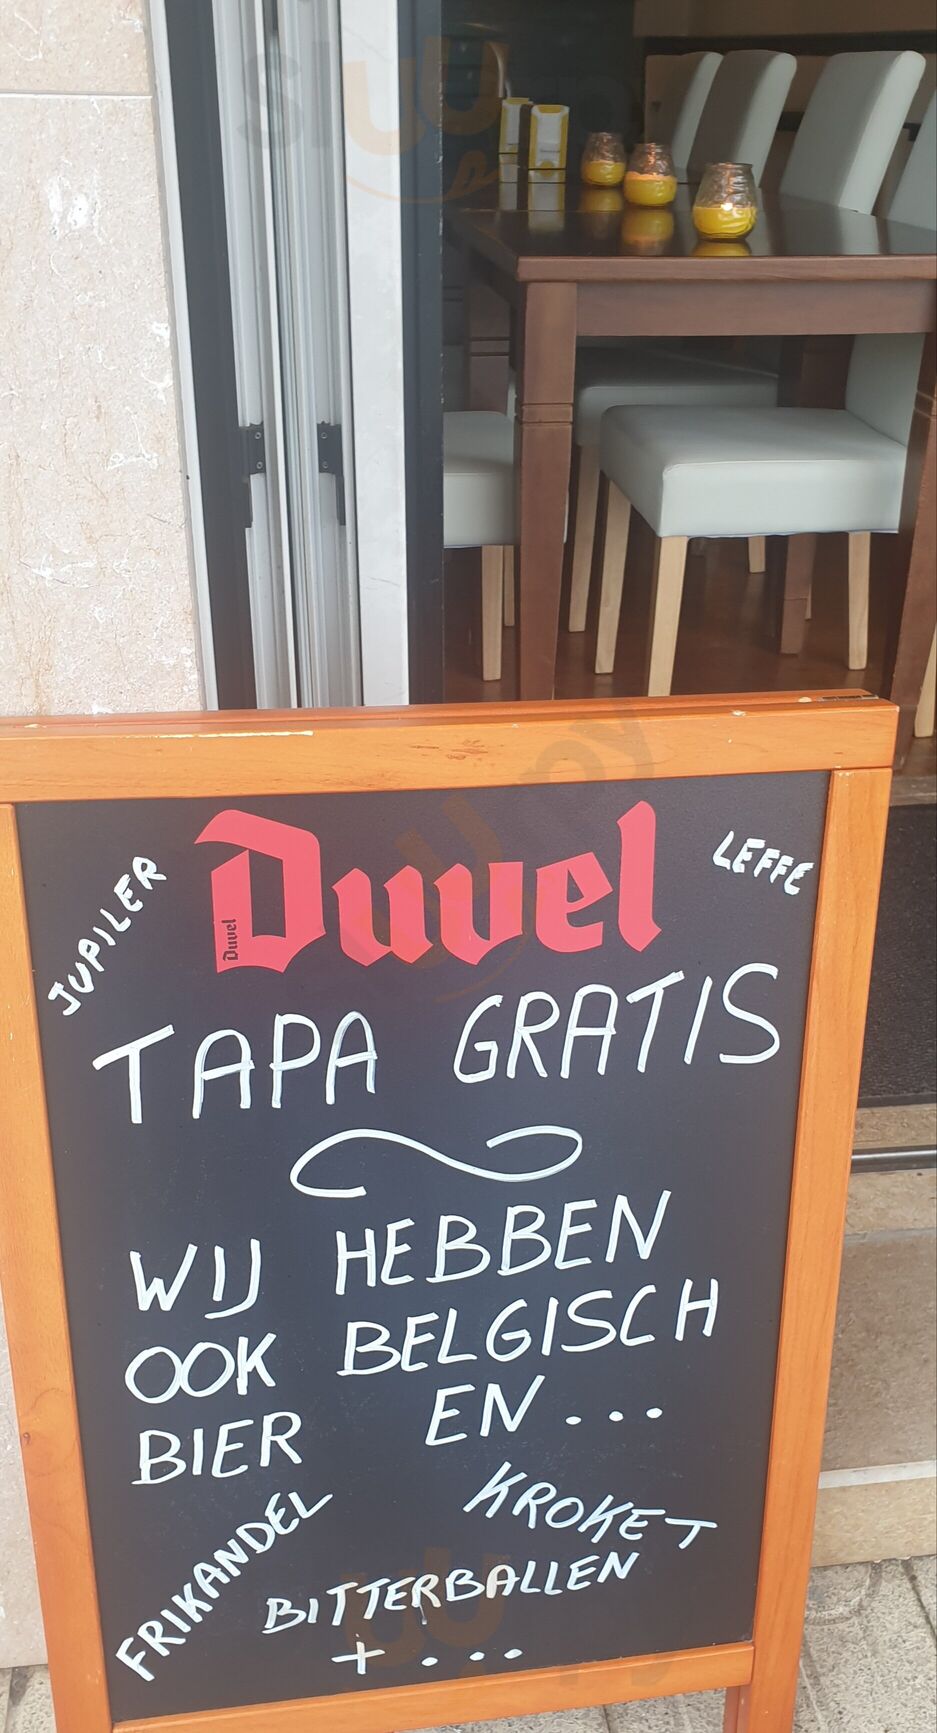 JUPILER
Duvel
Duvel
LEFFE
TAPA GRATIS
WIJ HEBBEN
OOK BELGISCH
BIER EN...
FRIKANDEL
KROKET
BITTERBALLEN
+ ...